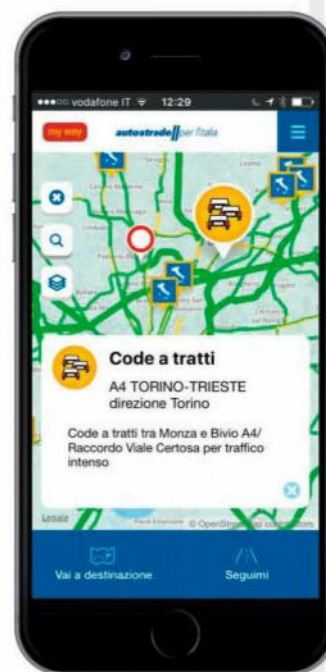 vodafone IT 12:29
my way
autostrade//per l'italia
Code a tratti
A4 TORINO-TRIESTE
direzione Torino
Code a tratti tra Monza e Bivio A4/
Raccordo Viale Certosa per traffico
intenso
Legale
© OpenStreetMap contributors
Vai a destinazione
Seguimi